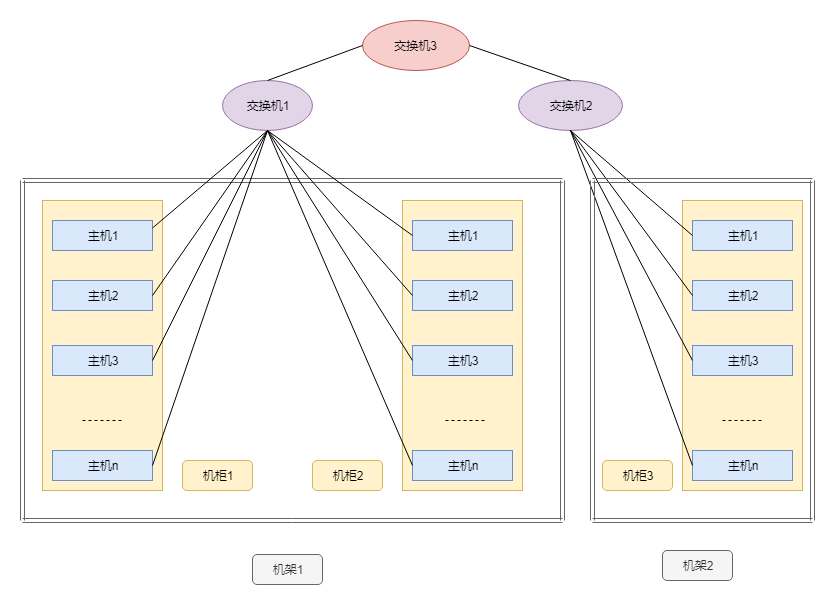 交换机3
交换机1
交换机2
主机1
主机2
主机3
-------
主机n
机柜1
主机1
主机2
主机3
-------
主机n
机柜2
主机1
主机2
主机3
-------
主机n
机柜3
机架1
机架2